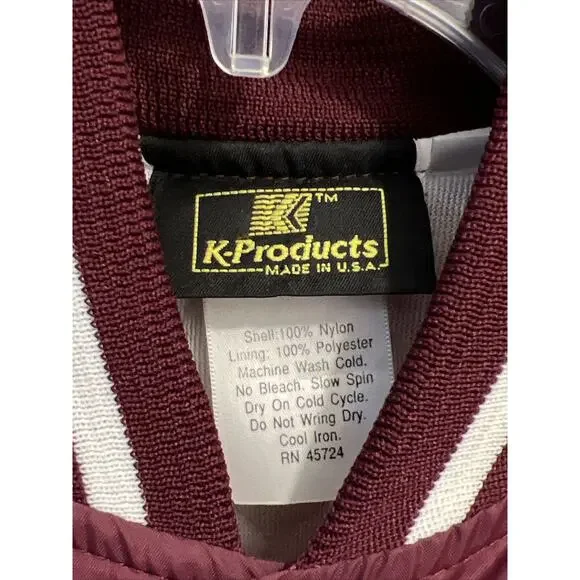 K™
K-Products
MADE IN U.S.A.
Shell:100% Nylon
Lining: 100% Polyester
Machine Wash Cold.
No Bleach. Slow Spin
Dry On Cold Cycle.
Do Not Wring Dry.
Cool Iron.
RN 45724